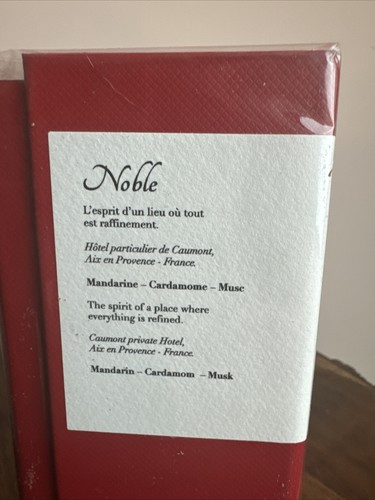 Noble
L'esprit d'un lieu où tout
est raffinement.
Hôtel particulier de Caumont,
Aix en Provence - France.
Mandarine – Cardamome – Musc
The spirit of a place where
everything is refined.
Caumont private Hotel,
Aix en Provence - France.
Mandarin – Cardamom – Musk